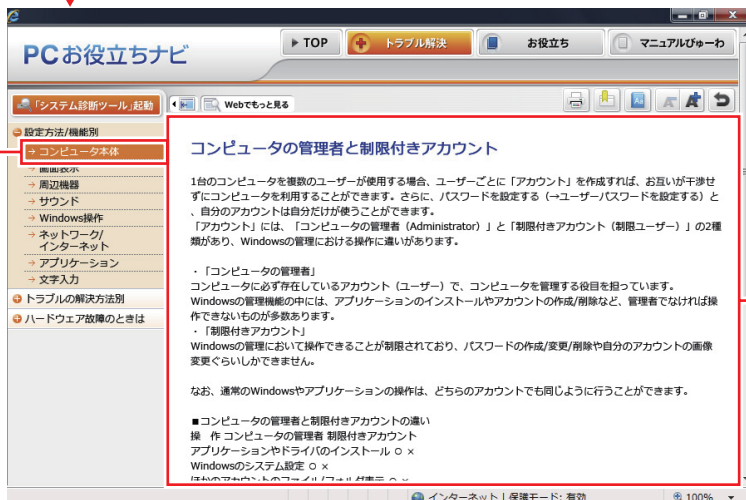 PCお役立ちナビ
TOP
トラブル解決
お役立ち
マニュアルびゅーわ
「システム診断ツール」起動
Webでもっと見る
設定方法/機能別
→ コンピュータ本体
→ 画面表示
→ 周辺機器
→ サウンド
→ Windows操作
→ ネットワーク/
インターネット
→ アプリケーション
→ 文字入力
トラブルの解決方法別
ハードウェア故障のときは
コンピュータの管理者と制限付きアカウント
1台のコンピュータを複数のユーザーが使用する場合、ユーザーごとに「アカウント」を作成すれば、お互いが干渉せ
ずにコンピュータを利用することができます。さらに、パスワードを設定する（→ユーザーパスワードを設定する）と
、自分のアカウントは自分だけが使うことができます。
「アカウント」には、「コンピュータの管理者（Administrator）」と「制限付きアカウント（制限ユーザー）」の2種
類があり、Windowsの管理における操作に違いがあります。
・「コンピュータの管理者」
コンピュータに必ず存在しているアカウント（ユーザー）で、コンピュータを管理する役目を担っています。
Windowsの管理機能の中には、アプリケーションのインストールやアカウントの作成/削除など、管理者でなければ操
作できないものが多数あります。
・「制限付きアカウント」
Windowsの管理において操作できることが制限されており、パスワードの作成/変更/削除や自分のアカウントの画像
変更ぐらいしかできません。
なお、通常のWindowsやアプリケーションの操作は、どちらのアカウントでも同じように行うことができます。
■コンピュータの管理者と制限付きアカウントの違い
操 作 コンピュータの管理者 制限付きアカウント
アプリケーションやドライバのインストール ○ ×
Windowsのシステム設定 ○ ×
ほかのアカウントのファイル/フォルダ表示 ○ ×
インターネット | 保護モード: 有効
100%